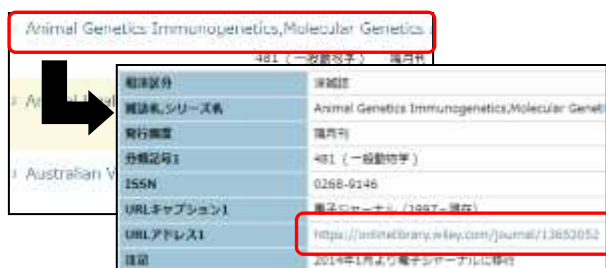 Animal Genetics Immunogenetics,Molecular Genetics
481 (一般動物学) 隔月刊
Australian V
和洋区分 洋雑誌
雑誌名,シリーズ名 Animal Genetics Immunogenetics,Molecular Geneti
発行頻度 隔月刊
分類記号1 481 (一般動物学)
ISSN 0268-9146
URLキャプション1 電子ジャーナル (1997-現在)
URLアドレス1 https://onlinelibrary.wiley.com/journal/13652052
注記 2014年1月より電子ジャーナルに移行